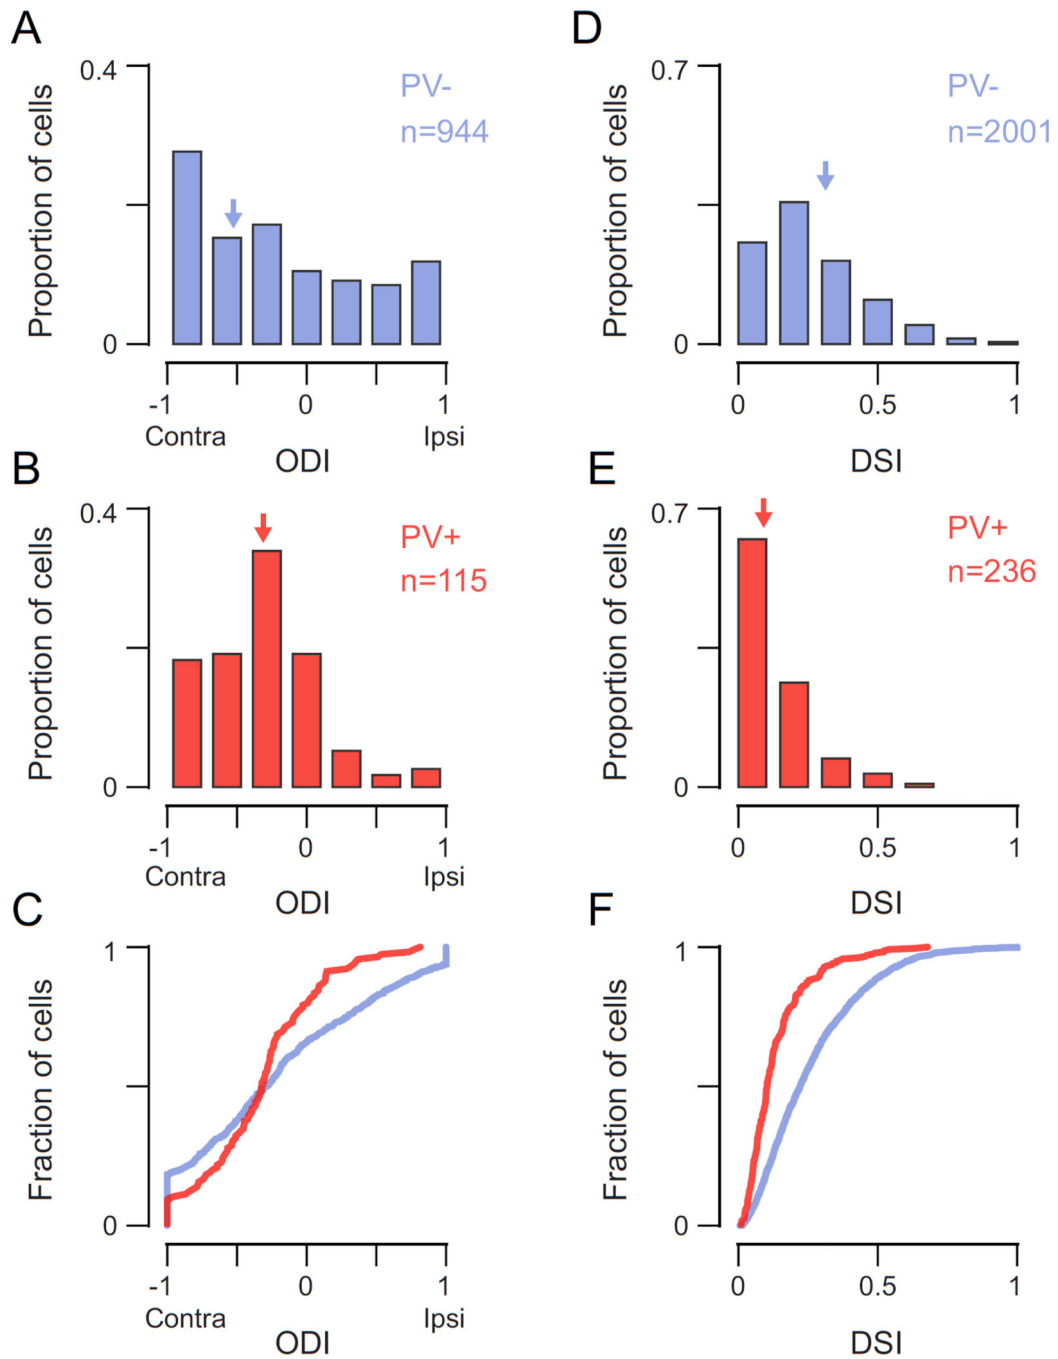 A
0.4
0
Proportion of cells
PV-
n=944
-1
0
1
Contra
Ipsi
ODI
D
0.7
0
Proportion of cells
PV-
n=2001
0
0.5
1
DSI
B
0.4
0
Proportion of cells
PV+
n=115
-1
0
1
Contra
Ipsi
ODI
E
0.7
0
Proportion of cells
PV+
n=236
0
0.5
1
DSI
C
1
0
Fraction of cells
-1
0
1
Contra
Ipsi
ODI
F
1
0
Fraction of cells
0
0.5
1
DSI